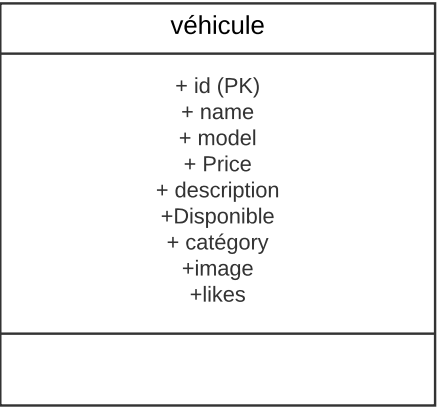 véhicule
+ id (PK)
+ name
+ model
+ Price
+ description
+Disponible
+ catégory
+image
+likes